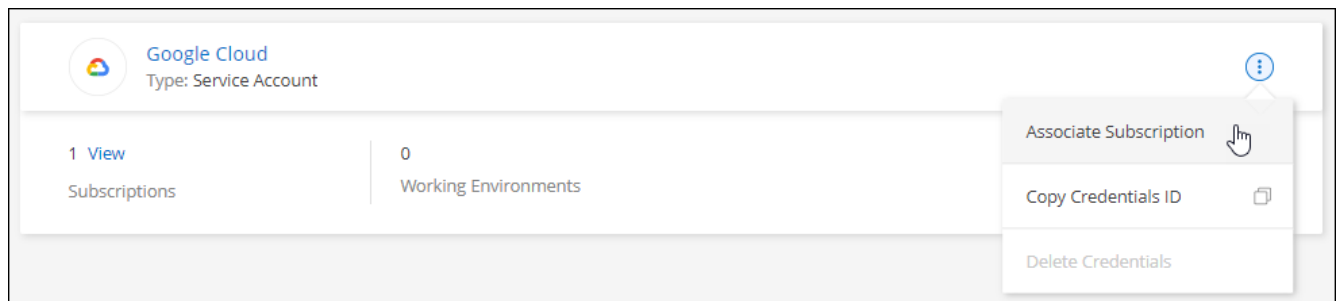 Google Cloud
Type: Service Account
Associate Subscription
1 View
0
Subscriptions
Working Environments
Copy Credentials ID
Delete Credentials